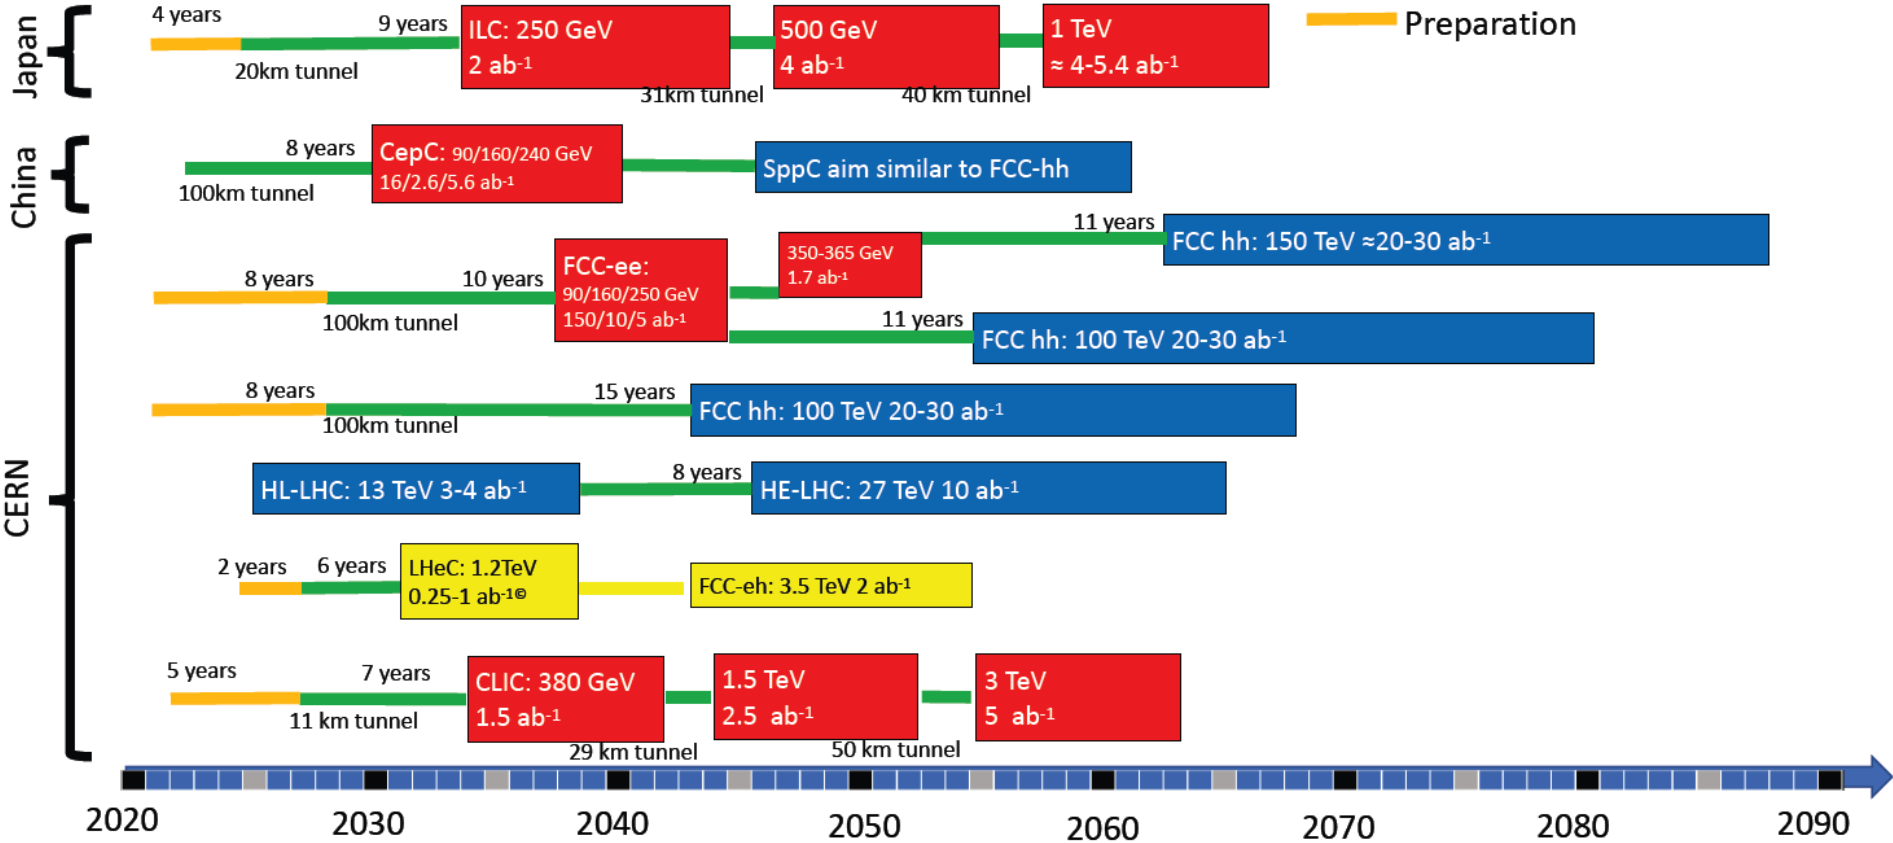 4 years
9 years
ILC: 250 GeV
2 ab-1
500 GeV
4 ab-1
1 TeV
≈ 4-5.4 ab-1
Preparation
Japan
20km tunnel
31km tunnel
40 km tunnel
China
8 years
CepC: 90/160/240 GeV
16/2.6/5.6 ab-1
SppC aim similar to FCC-hh
100km tunnel
11 years
FCC hh: 150 TeV ≈20-30 ab-1
8 years
10 years
FCC-ee:
90/160/250 GeV
150/10/5 ab-1
350-365 GeV
1.7 ab-1
100km tunnel
11 years
FCC hh: 100 TeV 20-30 ab-1
8 years
15 years
FCC hh: 100 TeV 20-30 ab-1
100km tunnel
CERN
HL-LHC: 13 TeV 3-4 ab-1
8 years
HE-LHC: 27 TeV 10 ab-1
2 years
6 years
LHeC: 1.2TeV
0.25-1 ab-1©
FCC-eh: 3.5 TeV 2 ab-1
5 years
7 years
CLIC: 380 GeV
1.5 ab-1
1.5 TeV
2.5 ab-1
3 TeV
5 ab-1
11 km tunnel
29 km tunnel
50 km tunnel
2020
2030
2040
2050
2060
2070
2080
2090